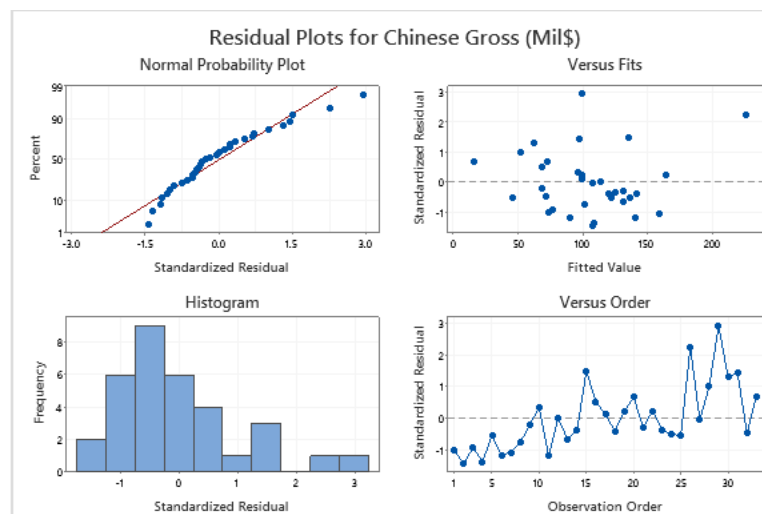 Residual Plots for Chinese Gross (Mil$)
Normal Probability Plot
99
90
50
10
1
Percent
-3.0 -1.5 0.0 1.5 3.0
Standardized Residual
Versus Fits
3
2
1
0
-1
Standardized Residual
0 50 100 150 200
Fitted Value
Histogram
8
6
4
2
0
Frequency
-1 0 1 2 3
Standardized Residual
Versus Order
3
2
1
0
-1
Standardized Residual
1 5 10 15 20 25 30
Observation Order